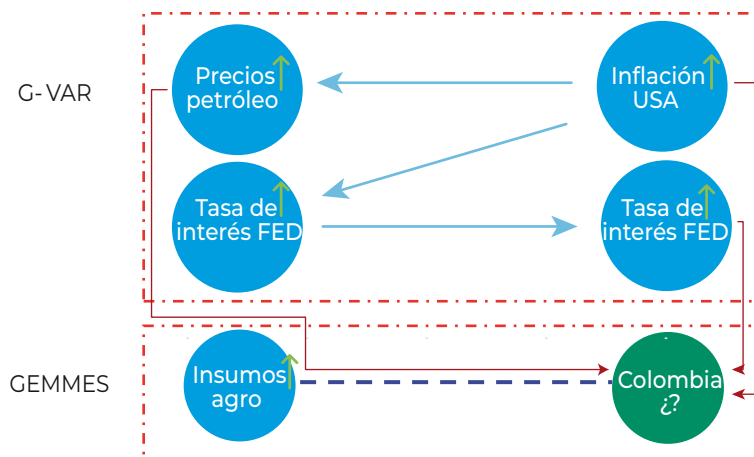 G-VAR
Precios
petróleo
Inflación
USA
Tasa de
interés FED
Tasa de
interés FED
GEMMES
Insumos
agro
Colombia
¿?